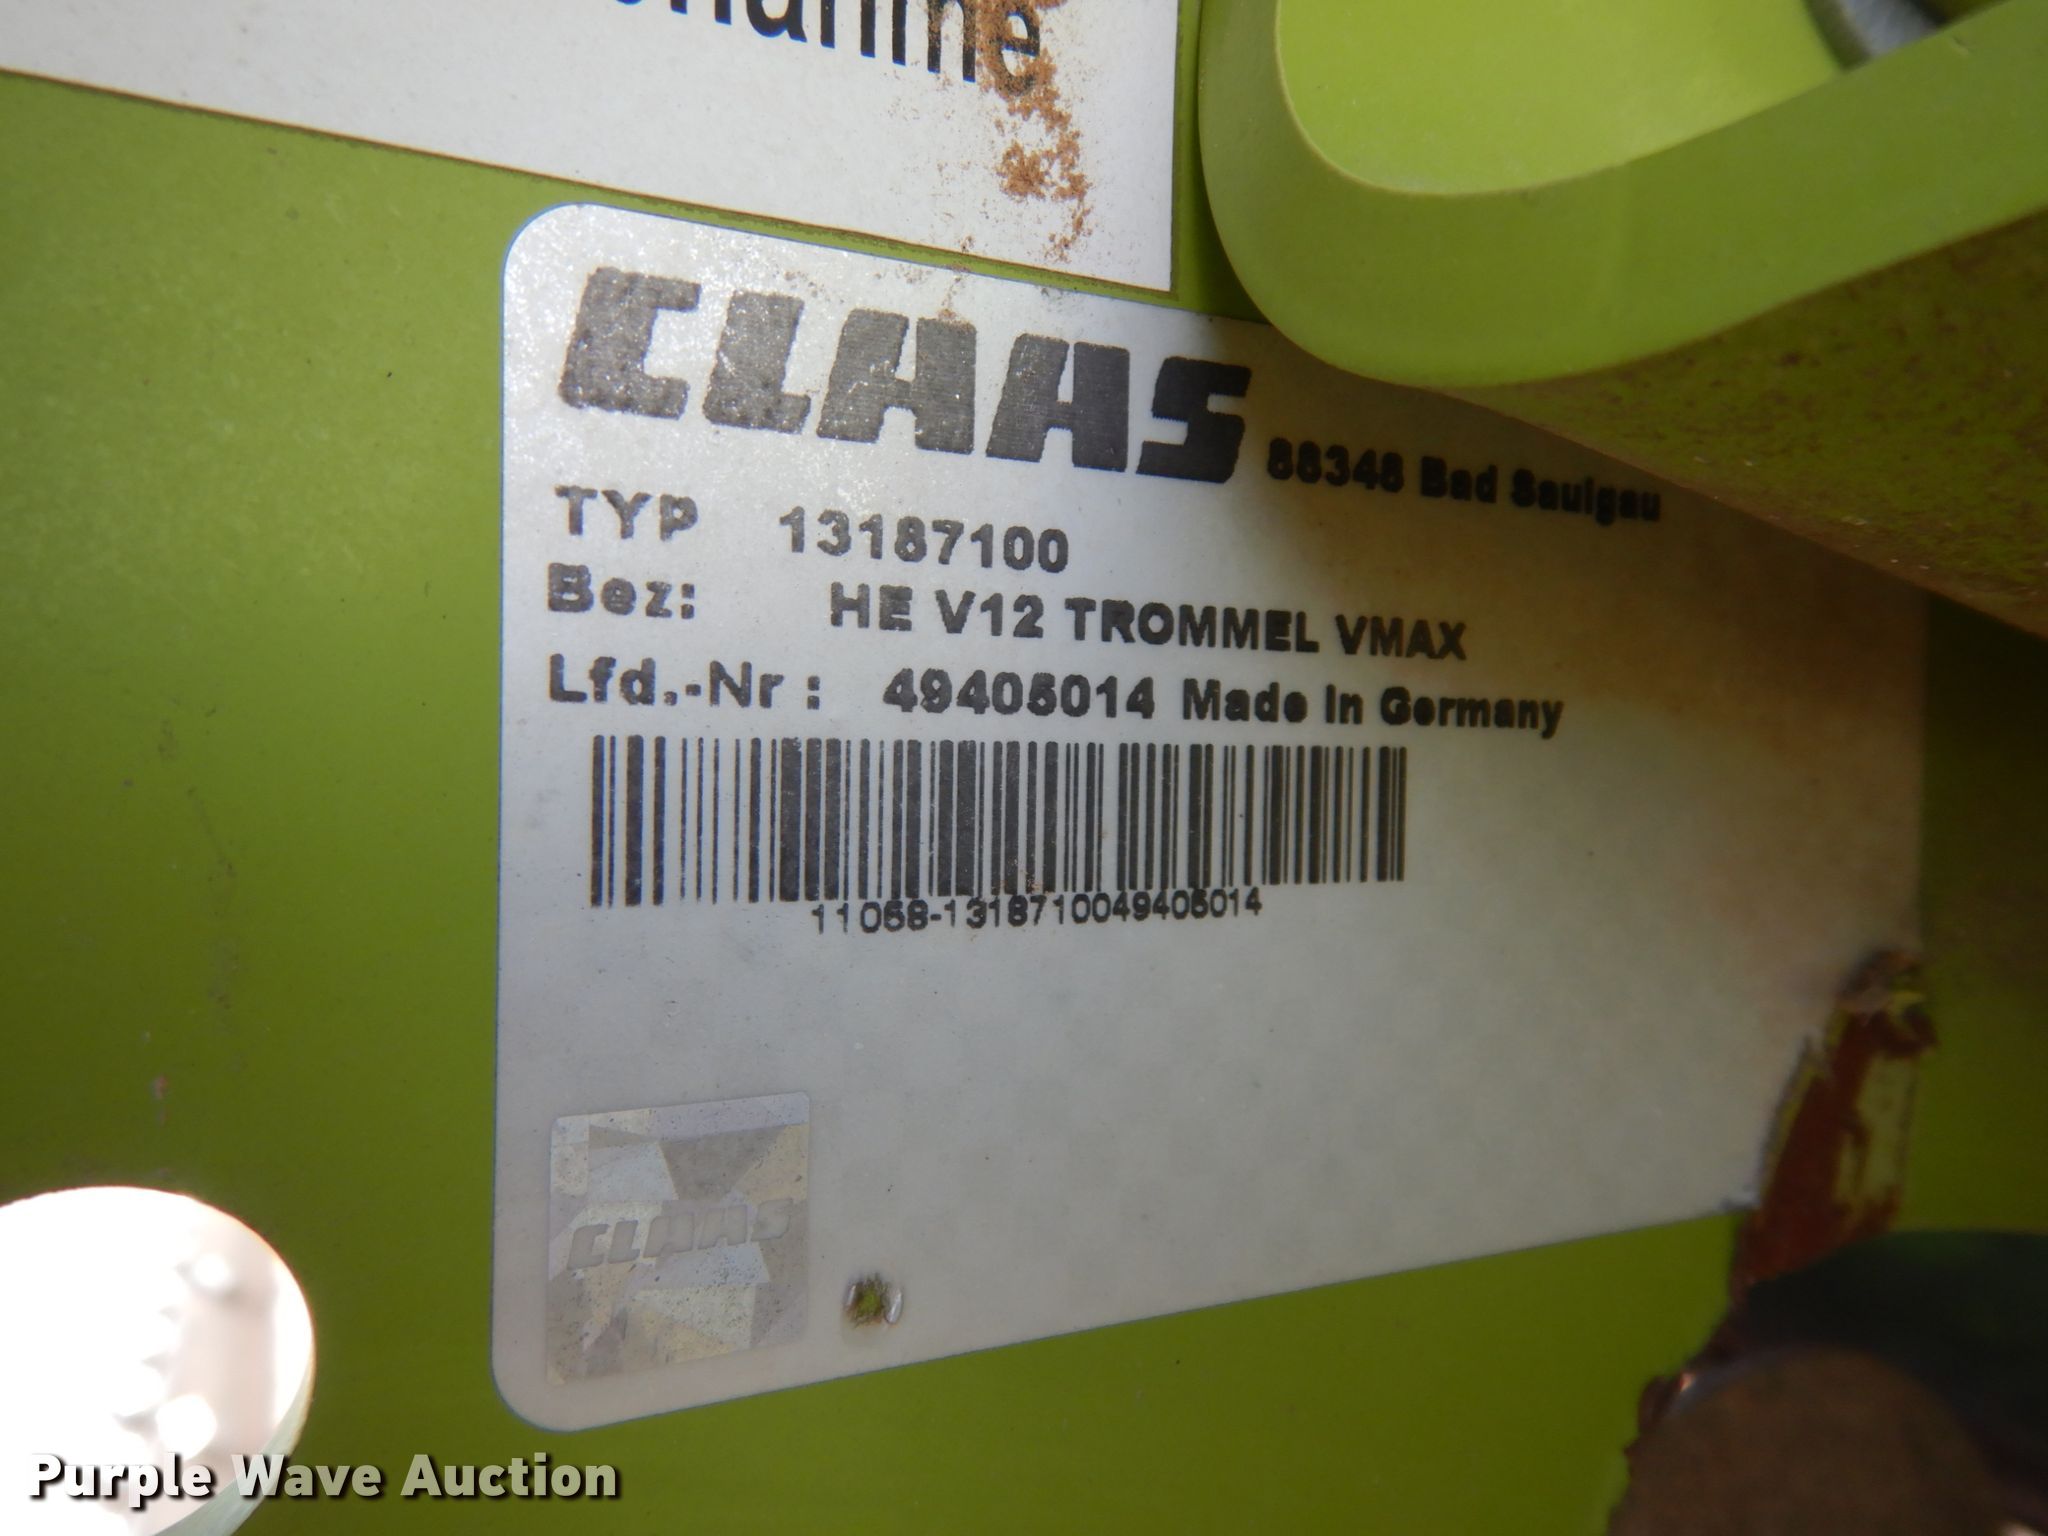 CLAAS 88348 Bad Saulgau
TYP 13187100
Bez: HE V12 TROMMEL VMAX
Lfd.-Nr : 49405014 Made In Germany
11058-1318710049405014
CLAAS
Purple Wave Auction